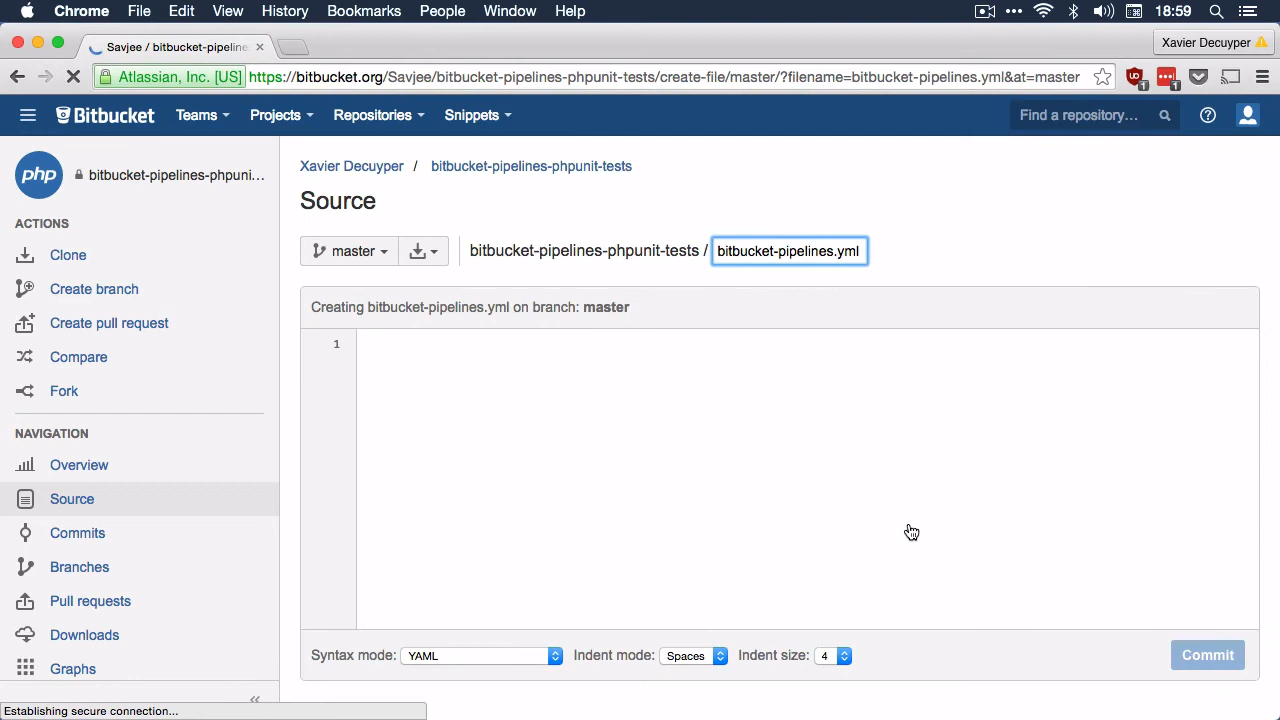 Chrome File Edit View History Bookmarks People Window Help 18:59
Savjee / bitbucket-pipeline Xavier Decuyper
Atlassian, Inc. [US] https://bitbucket.org/Savjee/bitbucket-pipelines-phpunit-tests/create-file/master/?filename=bitbucket-pipelines.yml&at=master
Bitbucket Teams Projects Repositories Snippets Find a repository…
php bitbucket-pipelines-phpuni…
ACTIONS
Clone
Create branch
Create pull request
Compare
Fork
NAVIGATION
Overview
Source
Commits
Branches
Pull requests
Downloads
Graphs
Xavier Decuyper / bitbucket-pipelines-phpunit-tests
Source
master bitbucket-pipelines-phpunit-tests / bitbucket-pipelines.yml
Creating bitbucket-pipelines.yml on branch: master
1
Syntax mode: YAML Indent mode: Spaces Indent size: 4 Commit
Establishing secure connection...